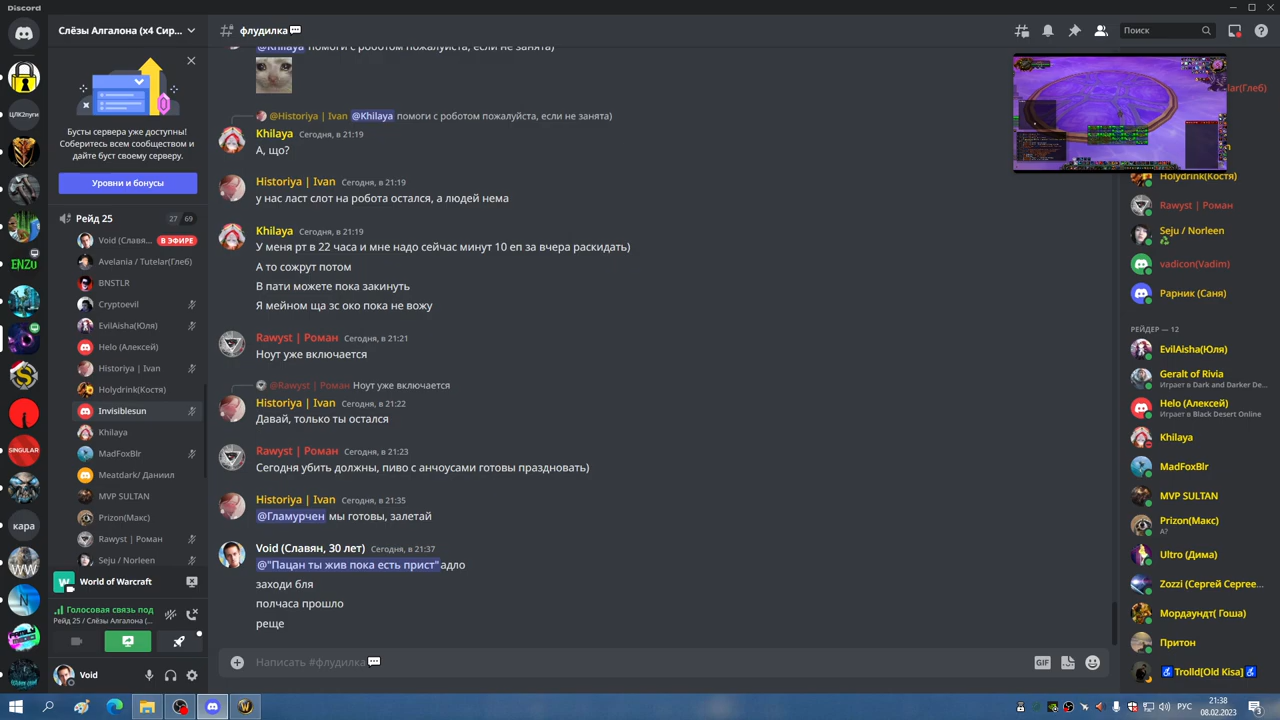 Discord
Слёзы Алгалона (x4 Сир...
флудилка💬
Поиск
@Khilaya помоги с роботом пожалуйста, если не занята)
Бусты сервера уже доступны!
Соберитесь всем сообществом и
дайте буст своему серверу.
Уровни и бонусы
Рейд 25
27 69
Void (Славя...
В ЭФИРЕ
Avelania / Tutelar(Глеб)
BNSTLR
Cryptoevil
EvilAisha(Юля)
Helo (Алексей)
Historiya | Ivan
Holydrink(Костя)
Invisiblesun
Khilaya
MadFoxBlr
Meatdark/ Даниил
MVP SULTAN
Prizon(Макс)
Rawyst | Роман
Seju / Norleen
World of Warcraft
Голосовая связь под
Рейд 25 / Слёзы Алгалона (...
Void
ЦЛК2пуги
ENZO
SINGULAR
кара
@Historiya | Ivan @Khilaya помоги с роботом пожалуйста, если не занята)
Khilaya Сегодня, в 21:19
А, що?
Historiya | Ivan Сегодня, в 21:19
у нас ласт слот на робота остался, а людей нема
Khilaya Сегодня, в 21:19
У меня рт в 22 часа и мне надо сейчас минут 10 еп за вчера раскидать)
А то сожрут потом
В пати можете пока закинуть
Я мейном ща зс око пока не вожу
Rawyst | Роман Сегодня, в 21:21
Ноут уже включается
@Rawyst | Роман Ноут уже включается
Historiya | Ivan Сегодня, в 21:22
Давай, только ты остался
Rawyst | Роман Сегодня, в 21:23
Сегодня убить должны, пиво с анчоусами готовы праздновать)
Historiya | Ivan Сегодня, в 21:35
@Гламурчен мы готовы, залетай
Void (Славян, 30 лет) Сегодня, в 21:37
@"Пацан ты жив пока есть прист"адло
заходи бля
полчаса прошло
реще
Написать #флудилка💬
GIF
lar(Глеб)
Holydrink(Костя)
Rawyst | Роман
Seju / Norleen
vadicon(Vadim)
Рарник (Саня)
РЕЙДЕР — 12
EvilAisha(Юля)
Geralt of Rivia
Играет в Dark and Darker De...
Helo (Алексей)
Играет в Black Desert Online
Khilaya
MadFoxBlr
MVP SULTAN
Prizon(Макс)
А?
Ultro (Дима)
Zozzi (Сергей Сергее...
Мордаундт( Гоша)
Притон
♿Trolld[Old Kisa]♿
РУС
21:38
08.02.2023
3